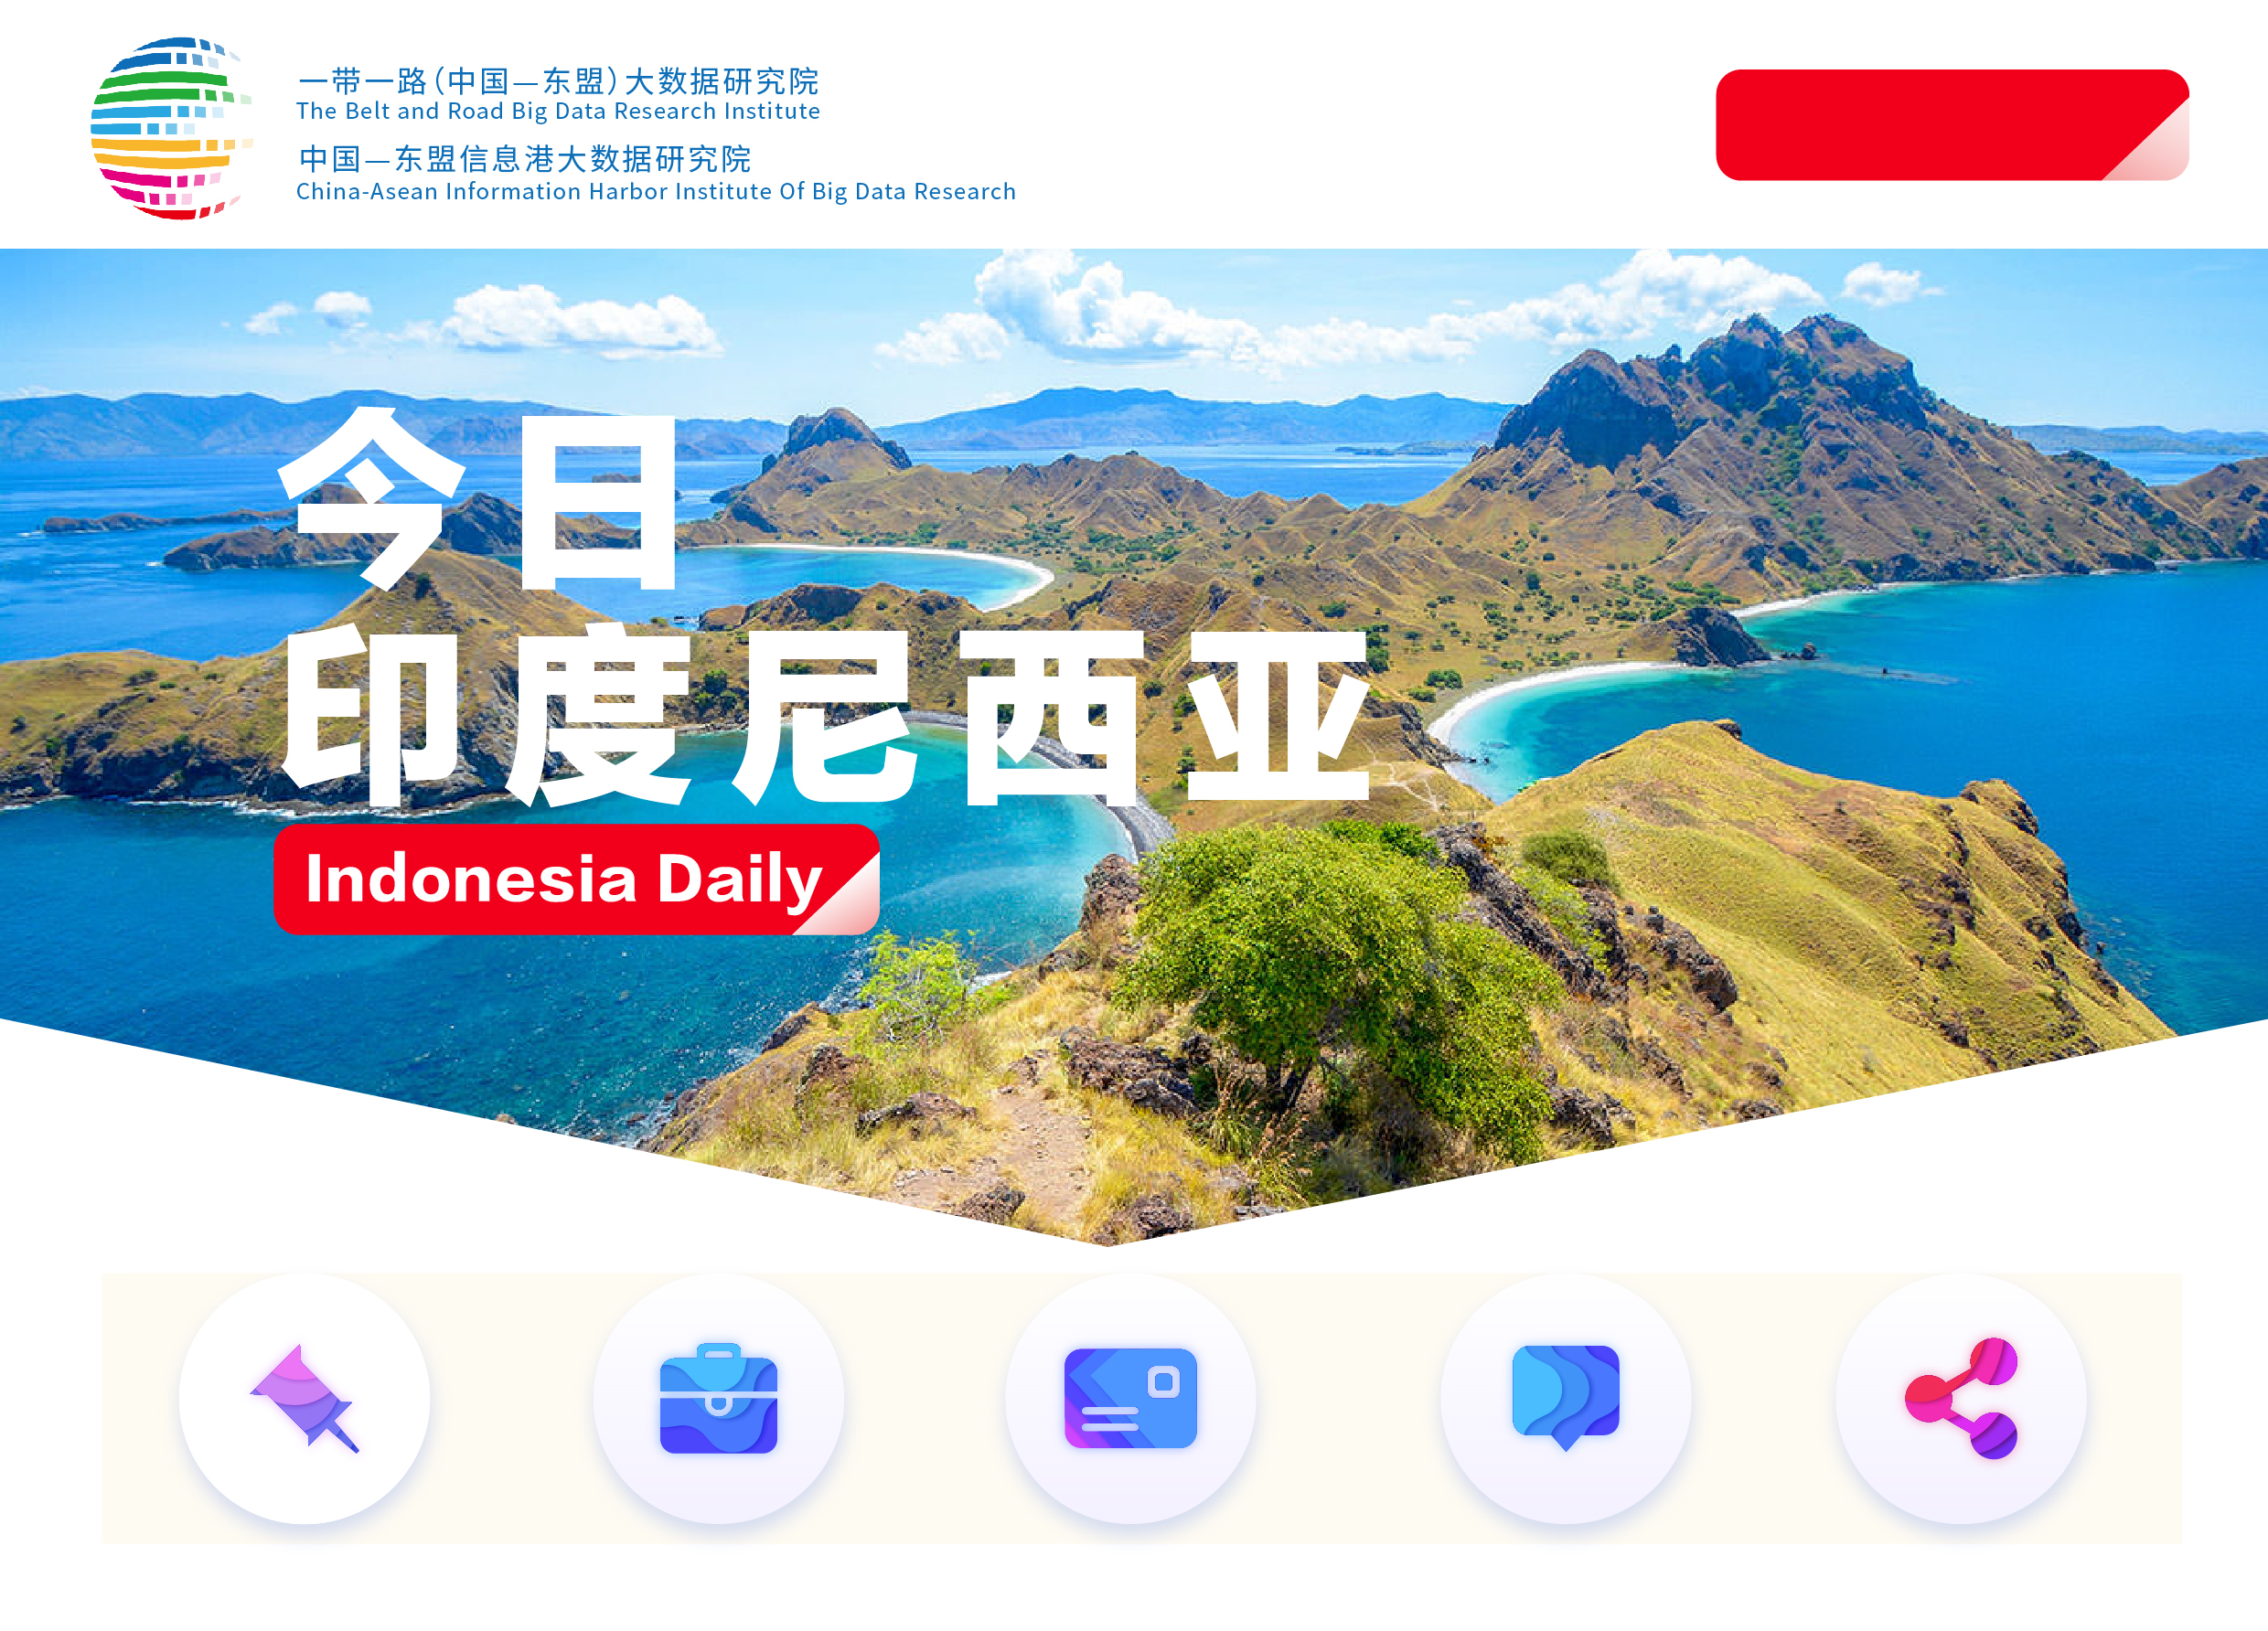 一带一路(中国—东盟)大数据研究院
The Belt and Road Big Data Research Institute
中国—东盟信息港大数据研究院
China-Asean Information Harbor Institute Of Big Data Research
今日
印度尼西亚
Indonesia Daily